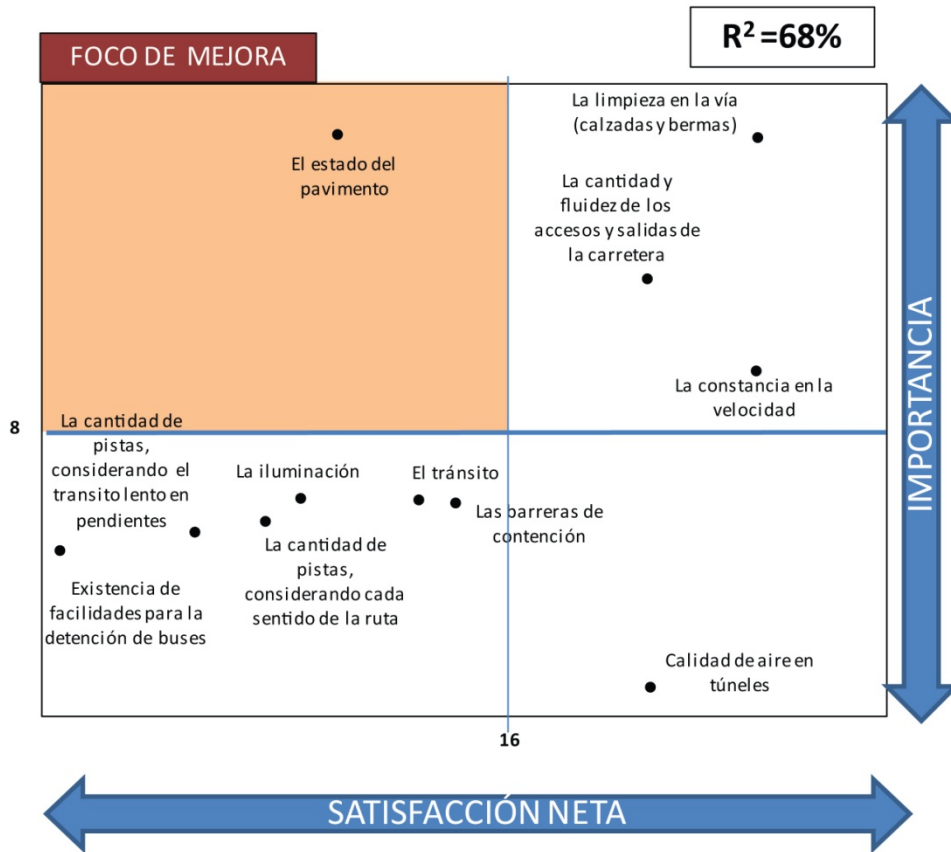 FOCO DE MEJORA
R²=68%
La limpieza en la vía
(calzadas y bermas)
El estado del
pavimento
La cantidad y
fluidez de los
accesos y salidas de
la carretera
La constancia en la
velocidad
IMPORTANCIA
8
La cantidad de
pistas,
considerando el
transito lento en
pendientes
La iluminación
El tránsito
Las barreras de
contención
La cantidad de
pistas,
considerando cada
sentido de la ruta
Existencia de
facilidades para la
detención de buses
Calidad de aire en
túneles
16
SATISFACCIÓN NETA